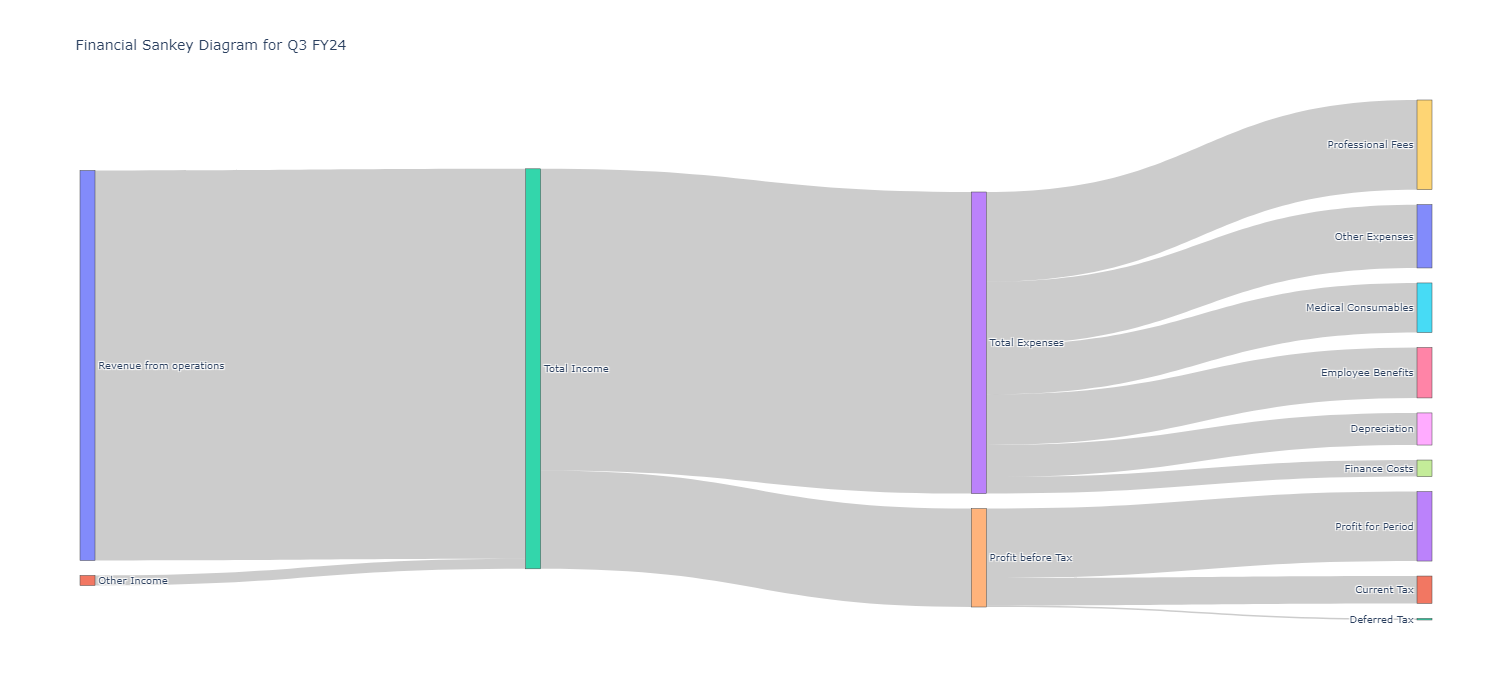 Financial Sankey Diagram for Q3 FY24
Professional Fees
Other Expenses
Medical Consumables
Total Expenses
Revenue from operations
Total Income
Employee Benefits
Depreciation
Finance Costs
Profit for Period
Profit before Tax
Other Income
Current Tax
Deferred Tax